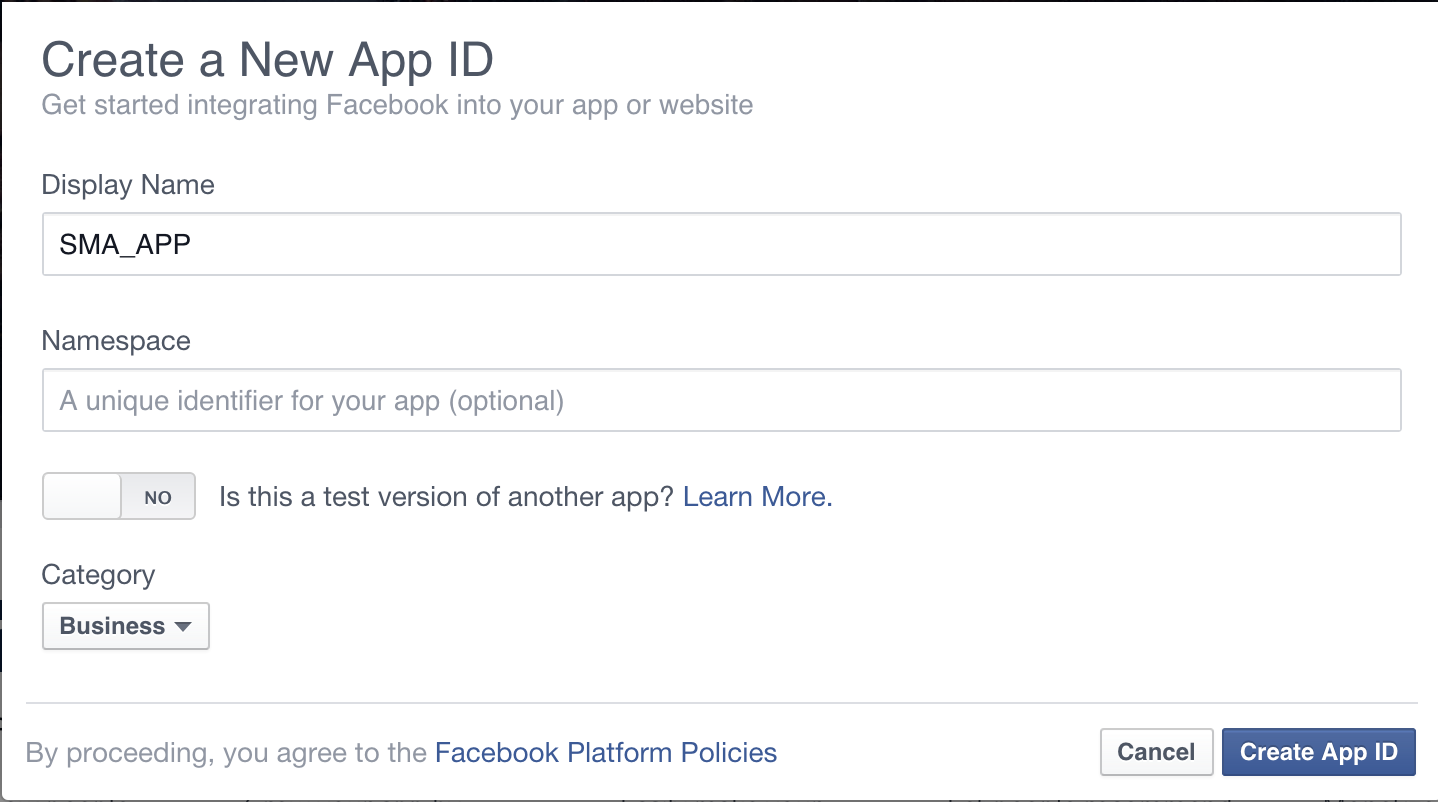 Create a New App ID
Get started integrating Facebook into your app or website
Display Name
SMA_APP
Namespace
A unique identifier for your app (optional)
NO Is this a test version of another app? Learn More.
Category
Business
By proceeding, you agree to the Facebook Platform Policies Cancel Create App ID